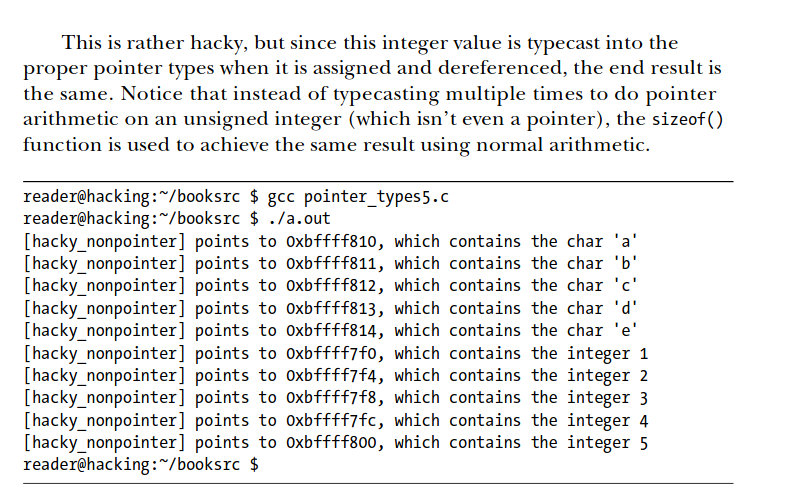 This is rather hacky, but since this integer value is typecast into the
proper pointer types when it is assigned and dereferenced, the end result is
the same. Notice that instead of typecasting multiple times to do pointer
arithmetic on an unsigned integer (which isn’t even a pointer), the sizeof()
function is used to achieve the same result using normal arithmetic.
reader@hacking:~/booksrc $ gcc pointer_types5.c
reader@hacking:~/booksrc $ ./a.out
[hacky_nonpointer] points to 0xbffff810, which contains the char 'a'
[hacky_nonpointer] points to 0xbffff811, which contains the char 'b'
[hacky_nonpointer] points to 0xbffff812, which contains the char 'c'
[hacky_nonpointer] points to 0xbffff813, which contains the char 'd'
[hacky_nonpointer] points to 0xbffff814, which contains the char 'e'
[hacky_nonpointer] points to 0xbffff7f0, which contains the integer 1
[hacky_nonpointer] points to 0xbffff7f4, which contains the integer 2
[hacky_nonpointer] points to 0xbffff7f8, which contains the integer 3
[hacky_nonpointer] points to 0xbffff7fc, which contains the integer 4
[hacky_nonpointer] points to 0xbffff800, which contains the integer 5
reader@hacking:~/booksrc $